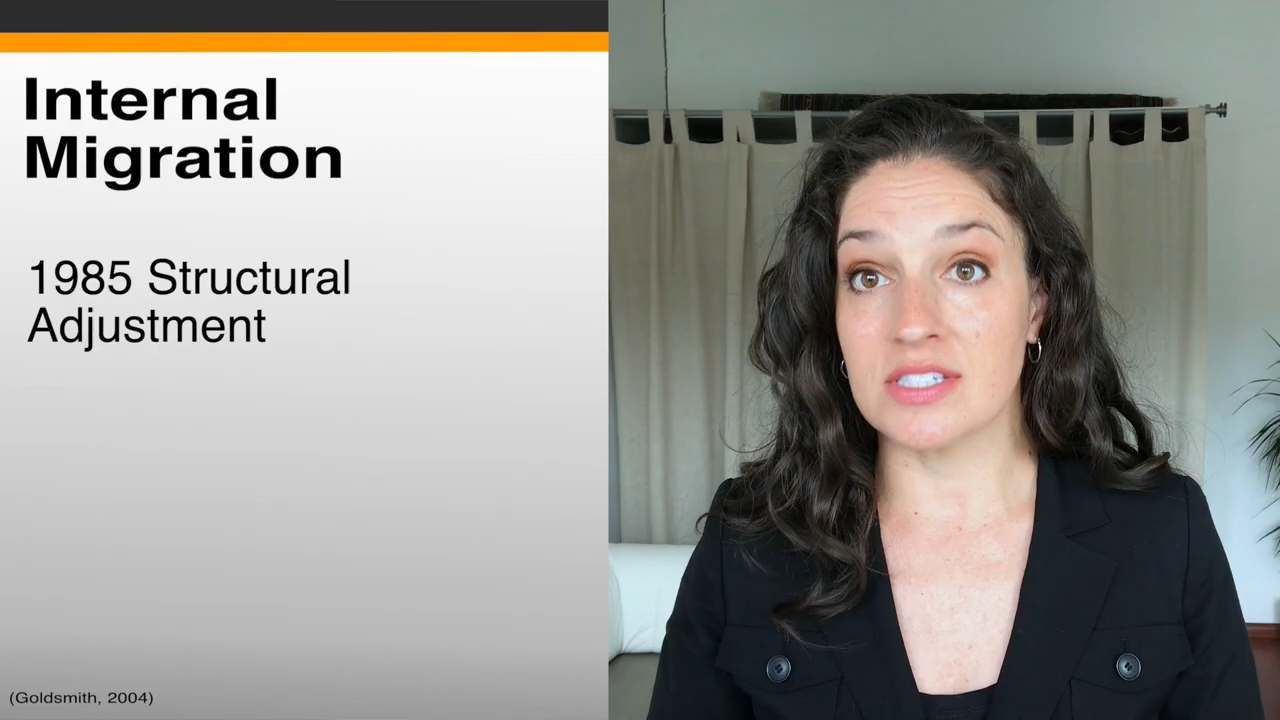 Internal
Migration
1985 Structural
Adjustment
(Goldsmith, 2004)